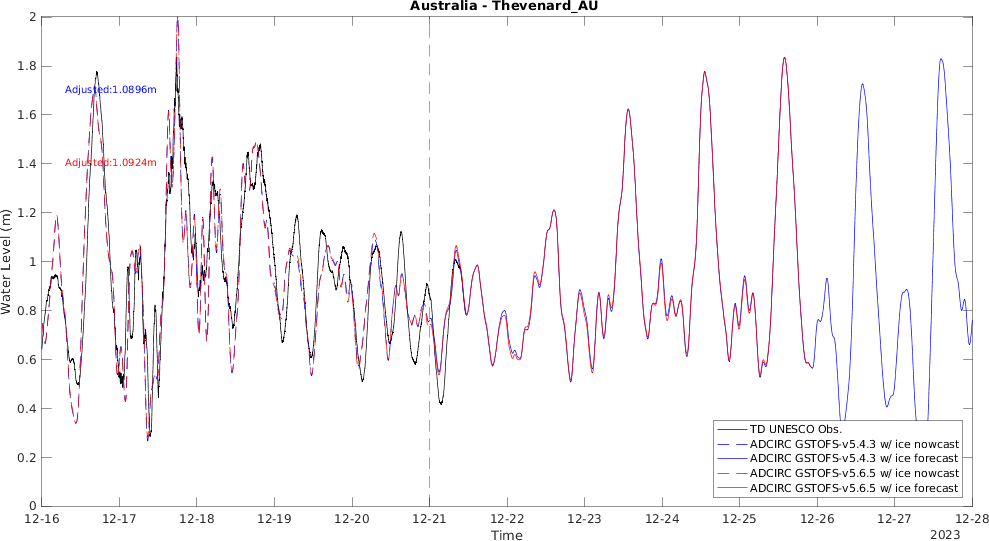 Australia - Thevenard_AU
2
1.8
1.6
1.4
1.2
1
0.8
0.6
0.4
0.2
0
Water Level (m)
Adjusted:1.0896m
Adjusted:1.0924m
TD UNESCO Obs.
ADCIRC GSTOFS-v5.4.3 w/ ice nowcast
ADCIRC GSTOFS-v5.4.3 w/ ice forecast
ADCIRC GSTOFS-v5.6.5 w/ ice nowcast
ADCIRC GSTOFS-v5.6.5 w/ ice forecast
12-16 12-17 12-18 12-19 12-20 12-21 12-22 12-23 12-24 12-25 12-26 12-27 12-28
Time
2023